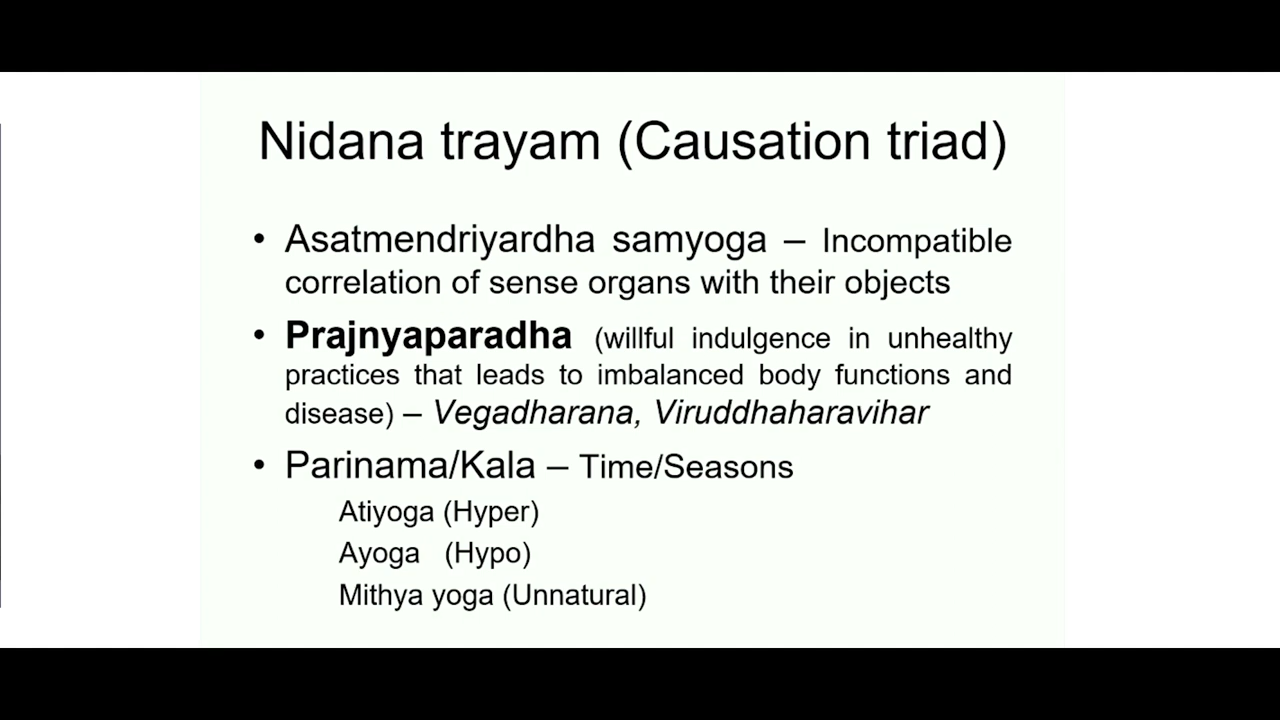 Nidana trayam (Causation triad)
• Asatmendriyardha samyoga – Incompatible
correlation of sense organs with their objects
• Prajnyaparadha (willful indulgence in unhealthy
practices that leads to imbalanced body functions and
disease) – Vegadharana, Viruddhaharavihar
• Parinama/Kala – Time/Seasons
Atiyoga (Hyper)
Ayoga (Hypo)
Mithya yoga (Unnatural)